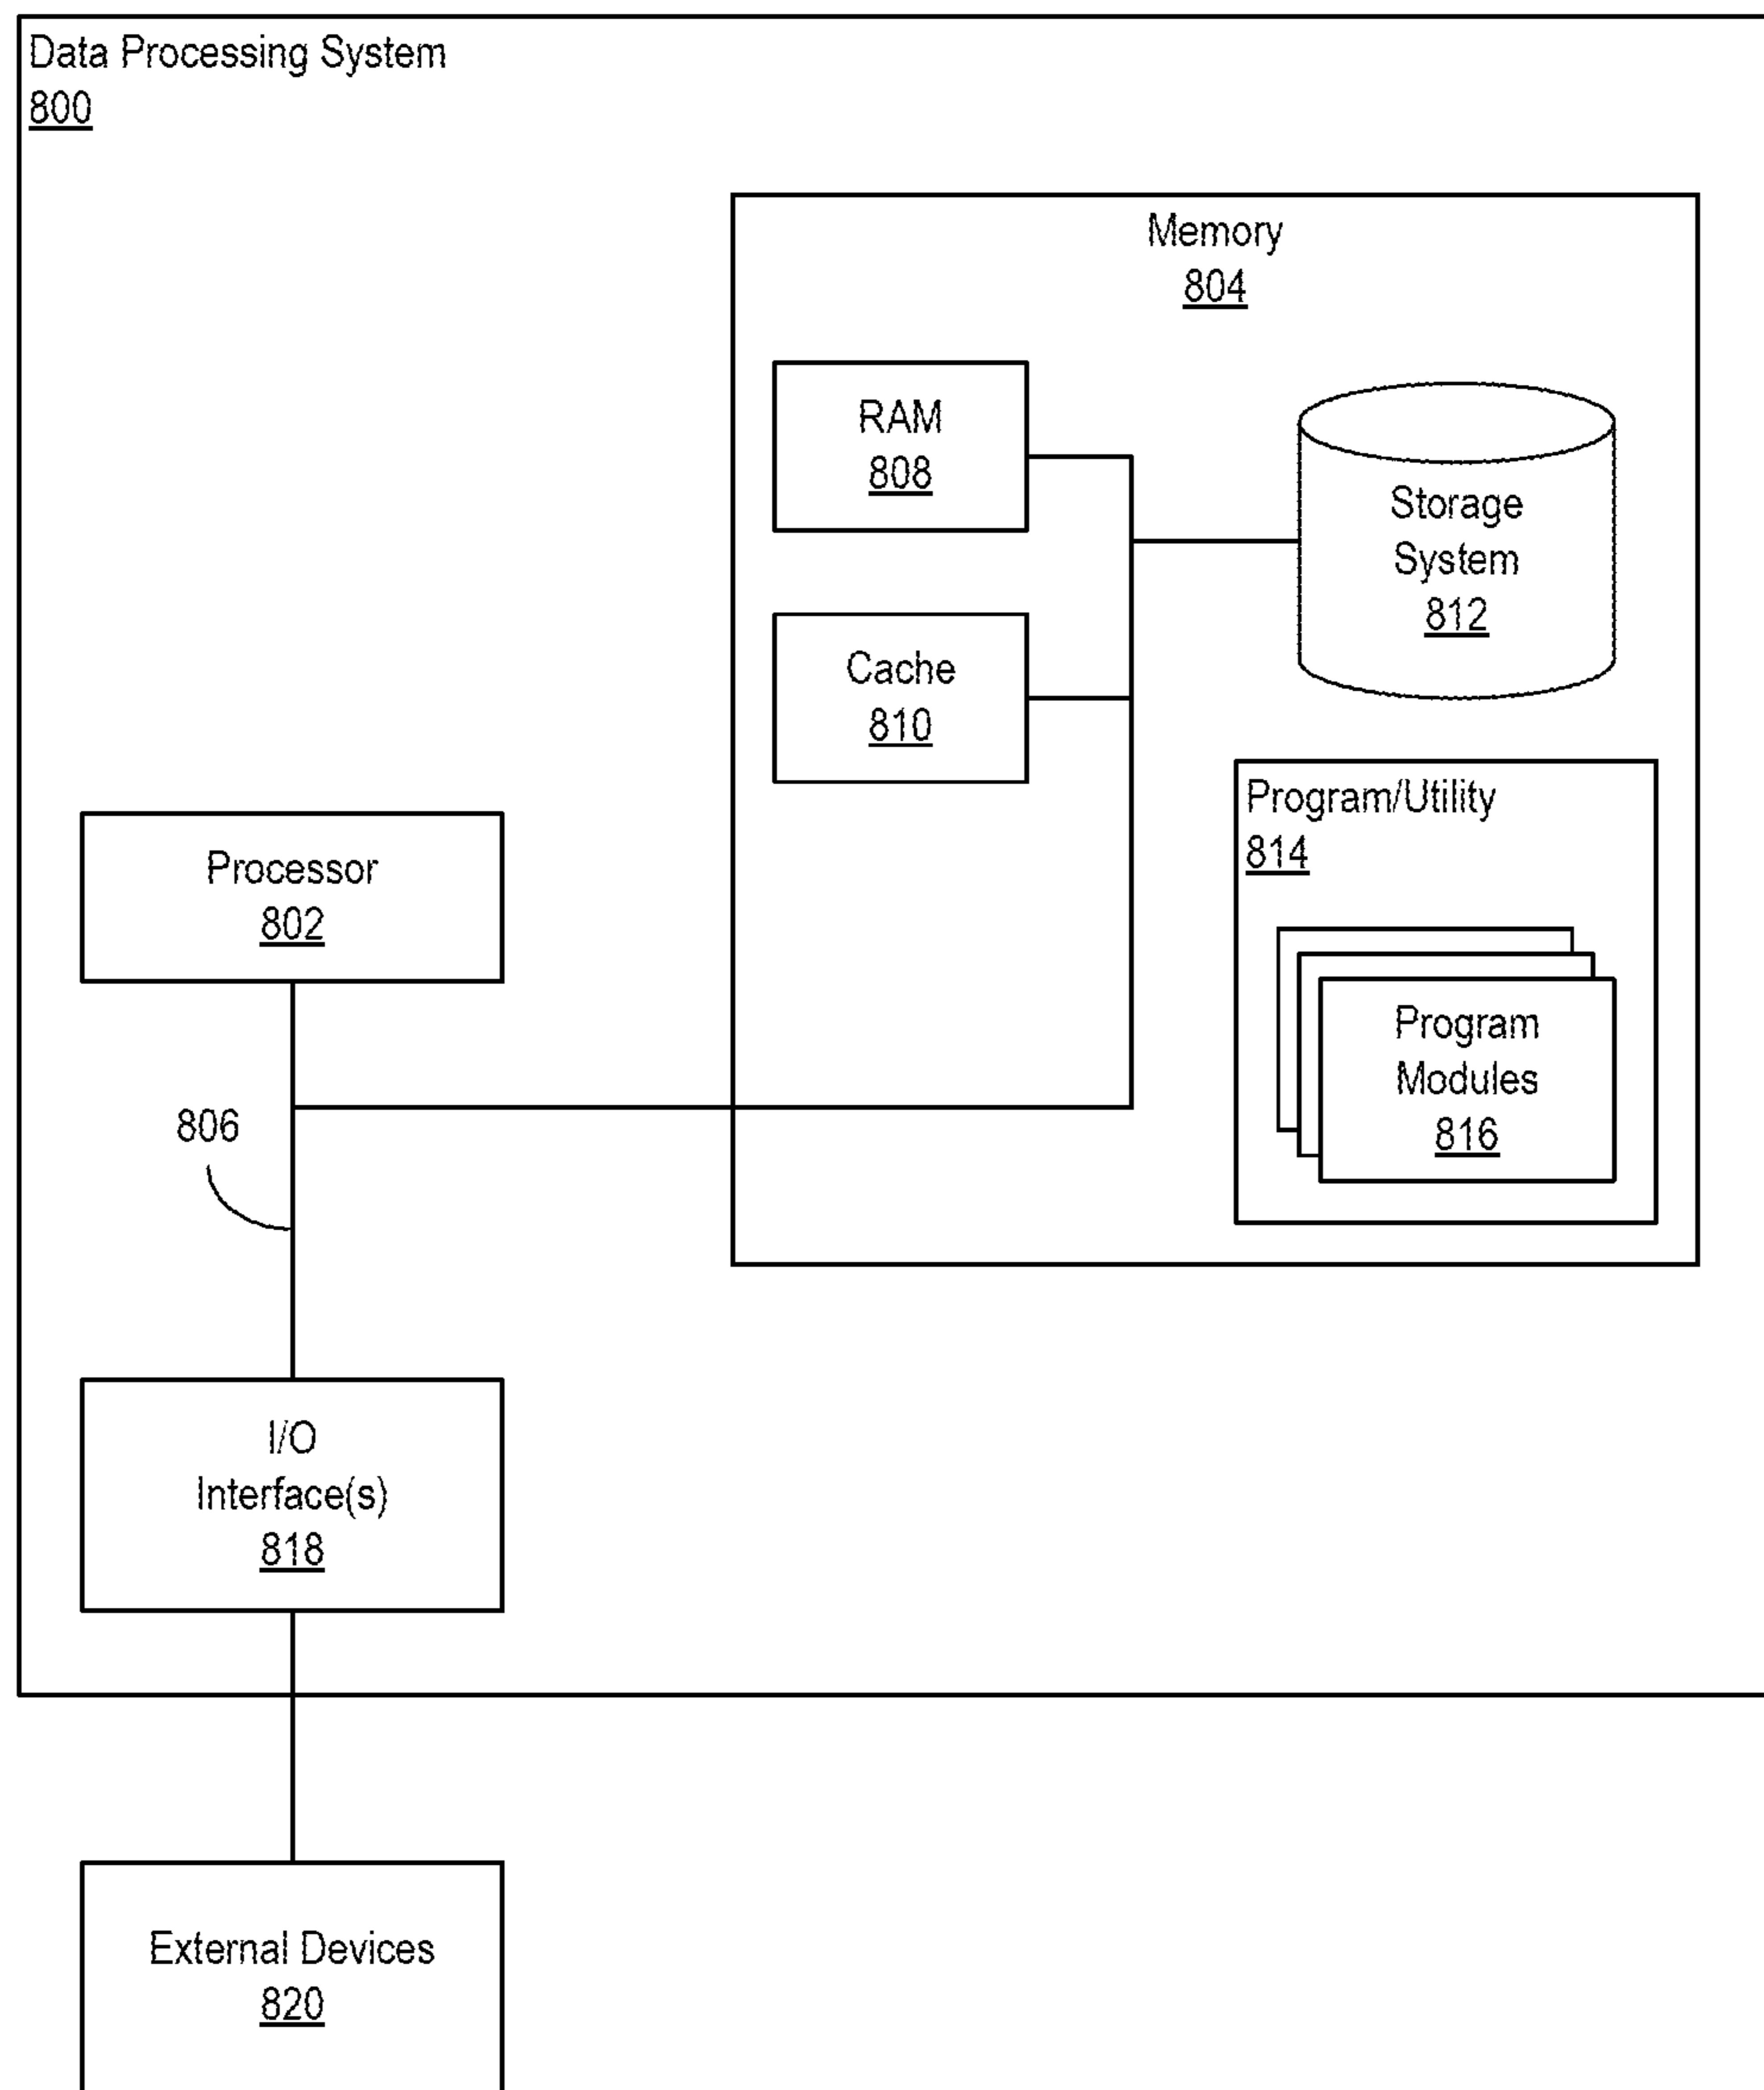 Data Processing System
800
Memory
804
RAM
808
Storage
System
812
Cache
810
Program/Utility
814
Processor
802
Program
Modules
816
806
I/O
Interface(s)
818
External Devices
820